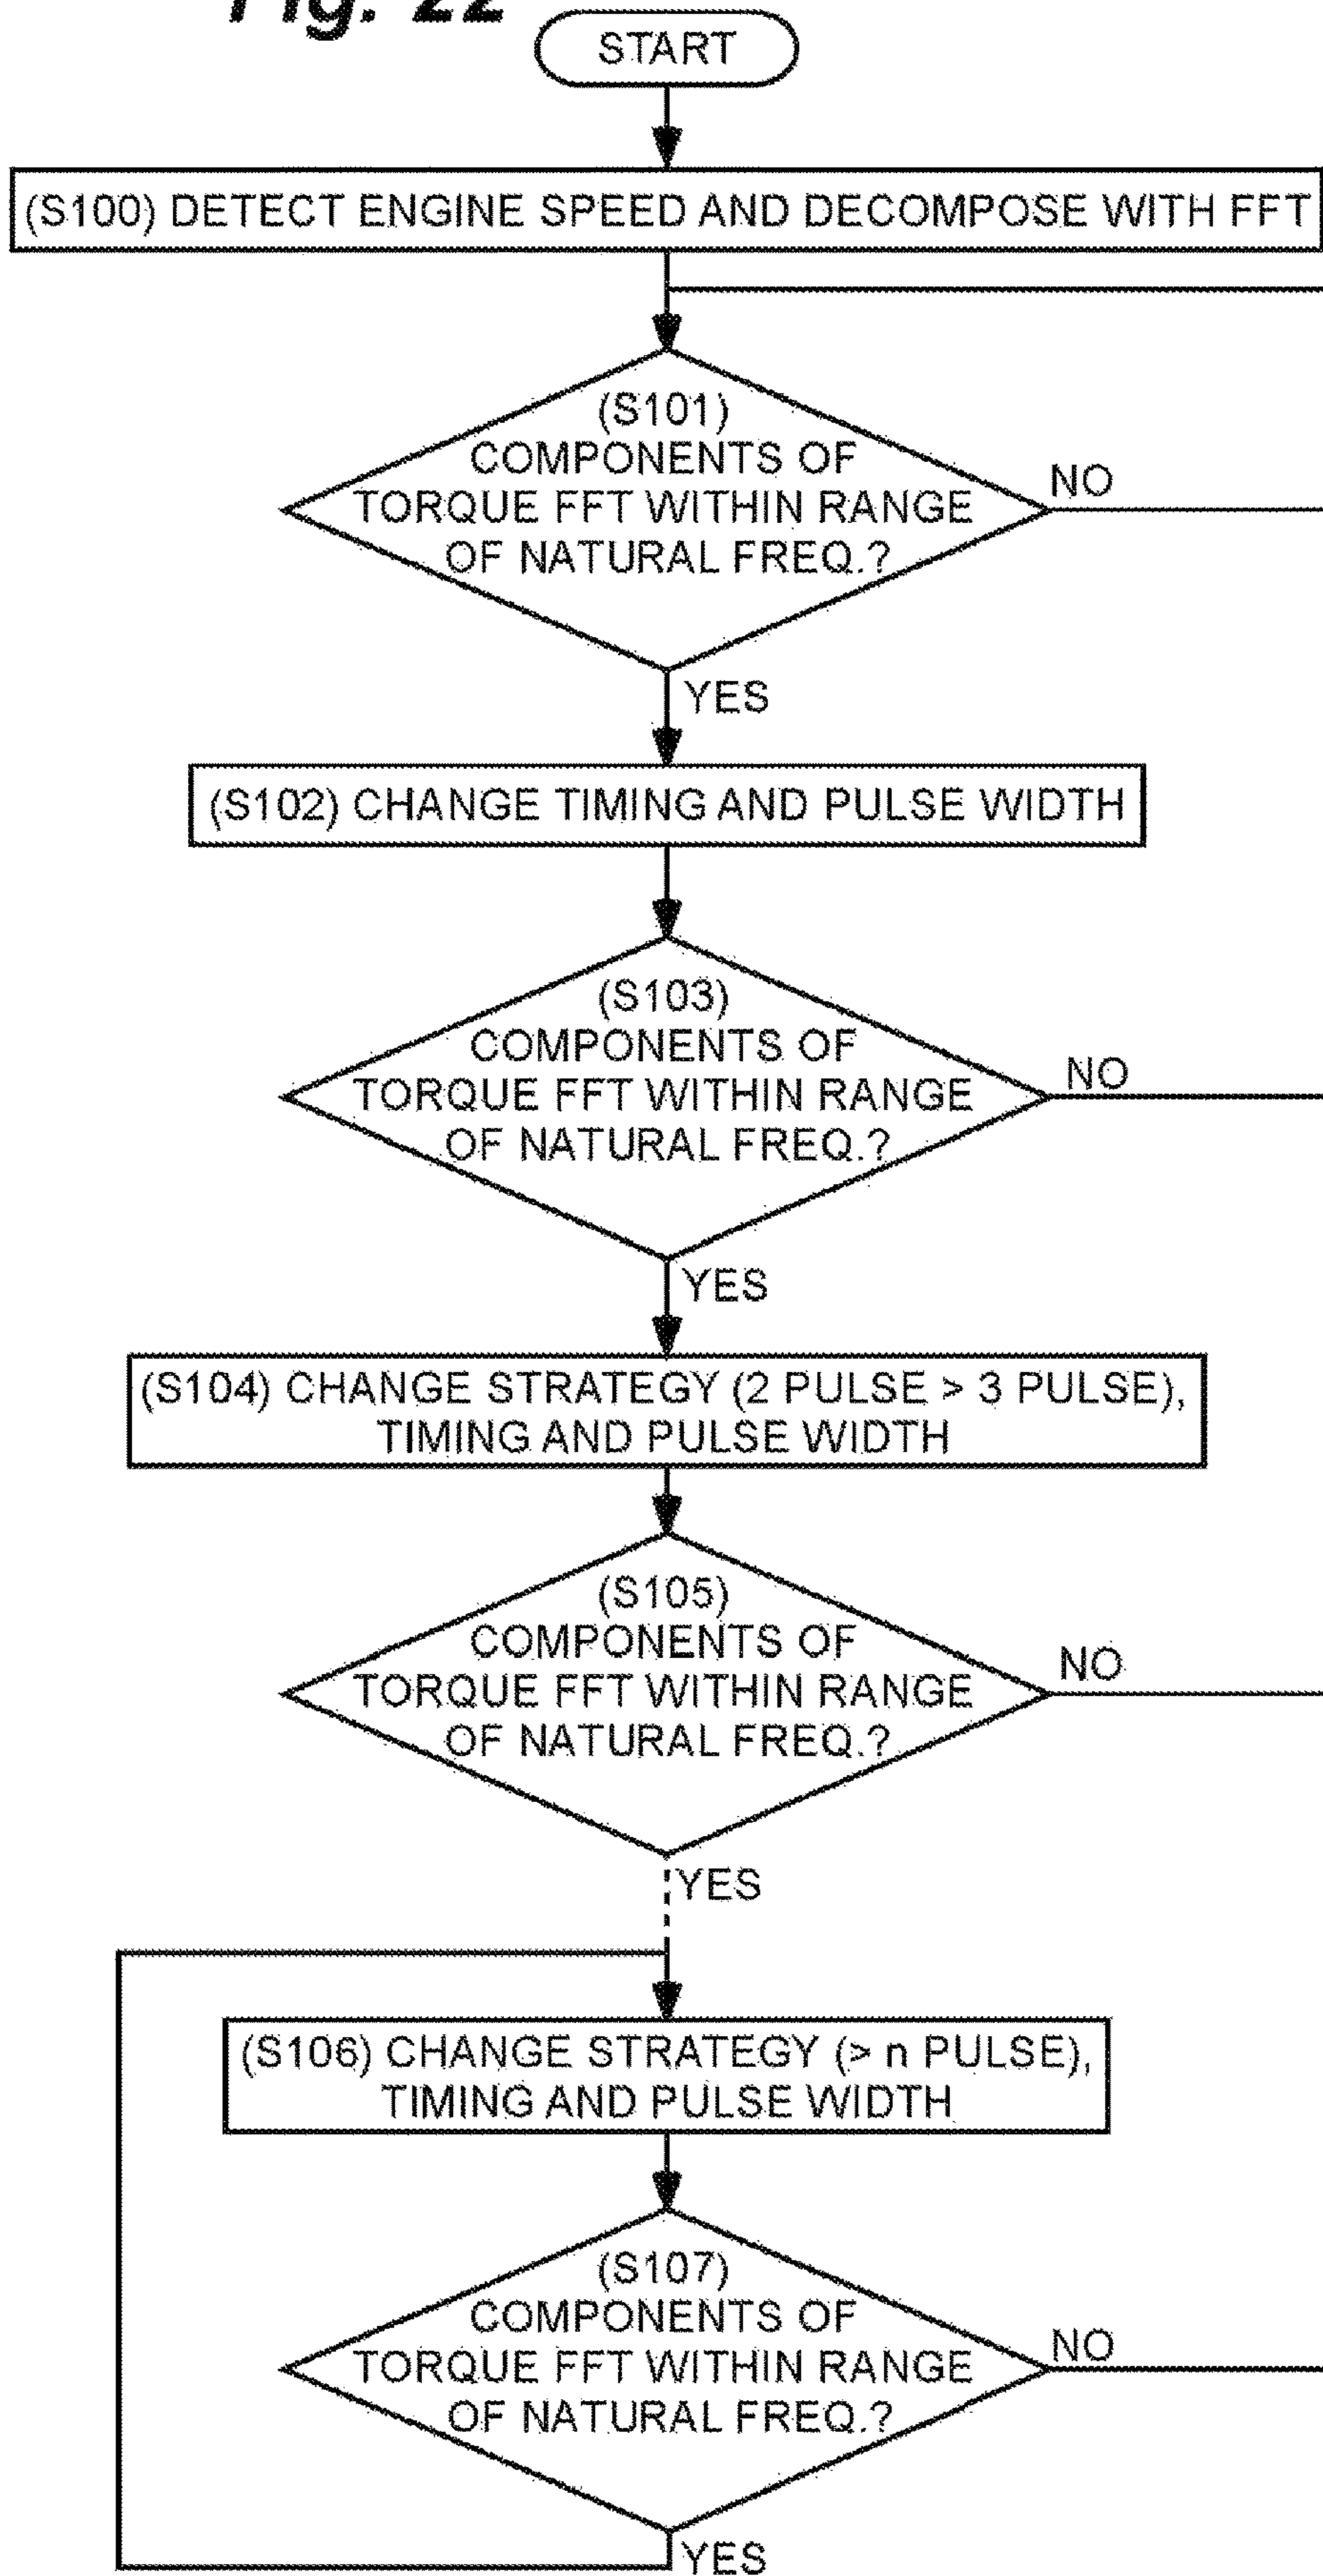 Fig. 22
START
(S100) DETECT ENGINE SPEED AND DECOMPOSE WITH FFT
(S101)
COMPONENTS OF
TORQUE FFT WITHIN RANGE
OF NATURAL FREQ.?
NO
YES
(S102) CHANGE TIMING AND PULSE WIDTH
(S103)
COMPONENTS OF
TORQUE FFT WITHIN RANGE
OF NATURAL FREQ.?
NO
YES
(S104) CHANGE STRATEGY (2 PULSE > 3 PULSE),
TIMING AND PULSE WIDTH
(S105)
COMPONENTS OF
TORQUE FFT WITHIN RANGE
OF NATURAL FREQ.?
NO
YES
(S106) CHANGE STRATEGY (> n PULSE),
TIMING AND PULSE WIDTH
(S107)
COMPONENTS OF
TORQUE FFT WITHIN RANGE
OF NATURAL FREQ.?
NO
YES